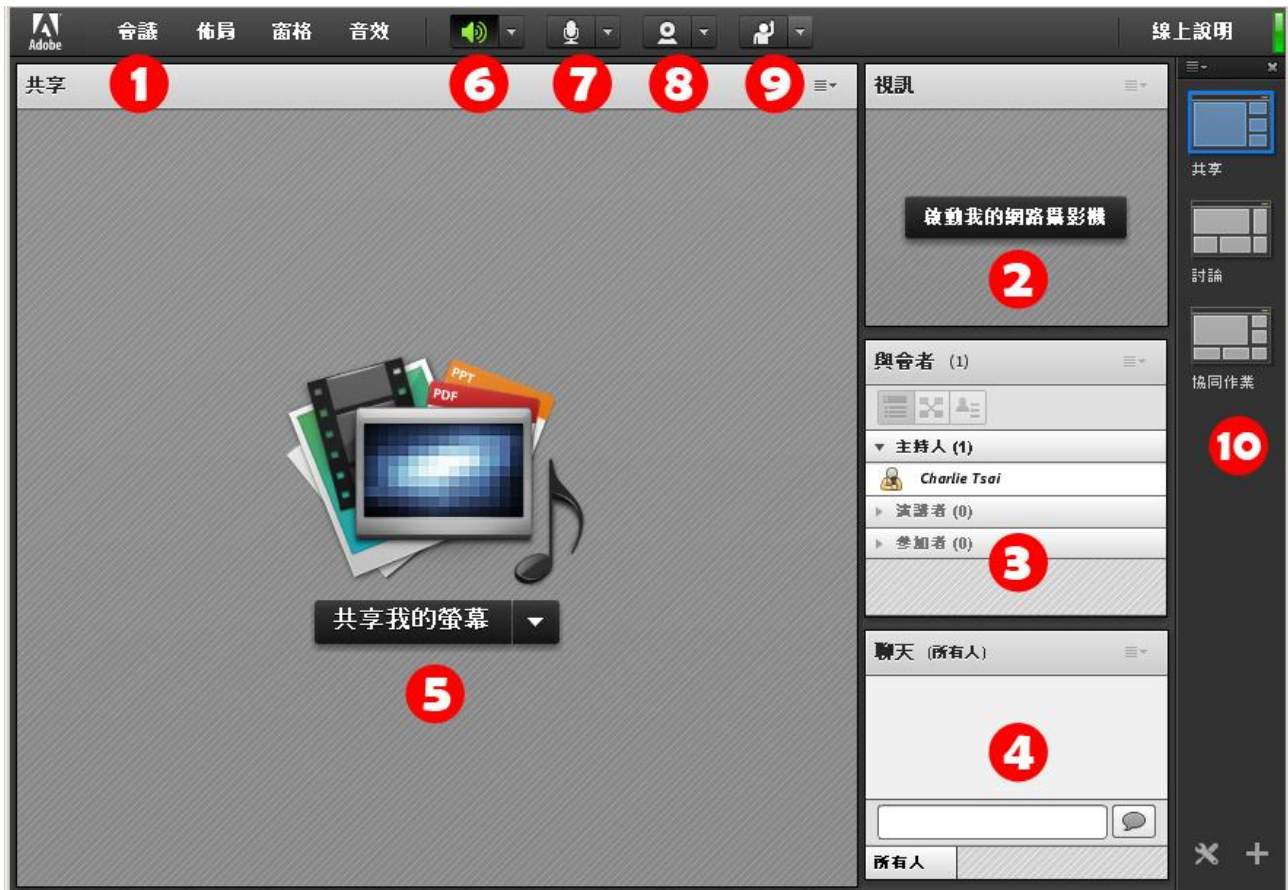 Adobe 會議 佈局 窗格 音效 線上說明
1 6 7 8 9
共享
視訊
啟動我的網路攝影機
2
與會者 (1)
主持人 (1)
Charlie Tsai
演講者 (0)
參加者 (0)
3
聊天 (所有人)
4
所有人
PPT
PDF
共享我的螢幕
5
共享
討論
協同作業
10